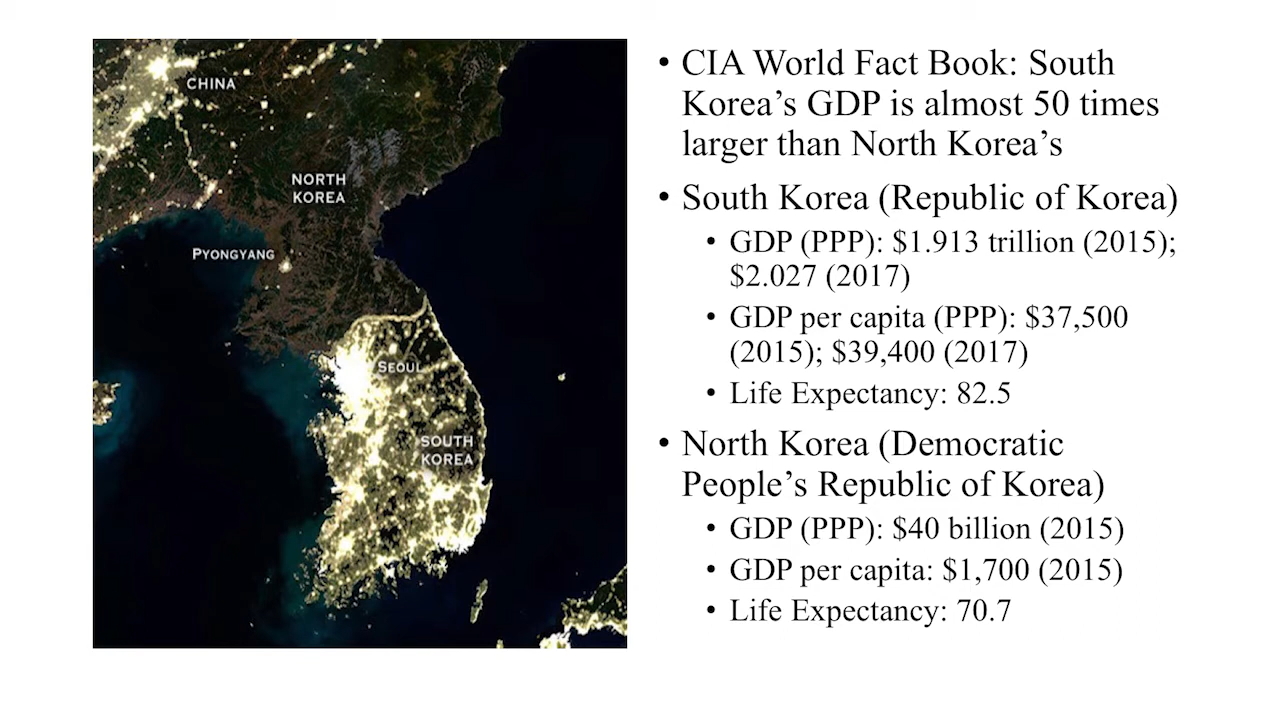 CHINA
NORTH
KOREA
PYONGYANG
SEOUL
SOUTH
KOREA
• CIA World Fact Book: South
Korea’s GDP is almost 50 times
larger than North Korea’s
• South Korea (Republic of Korea)
• GDP (PPP): $1.913 trillion (2015);
$2.027 (2017)
• GDP per capita (PPP): $37,500
(2015); $39,400 (2017)
• Life Expectancy: 82.5
• North Korea (Democratic
People’s Republic of Korea)
• GDP (PPP): $40 billion (2015)
• GDP per capita: $1,700 (2015)
• Life Expectancy: 70.7